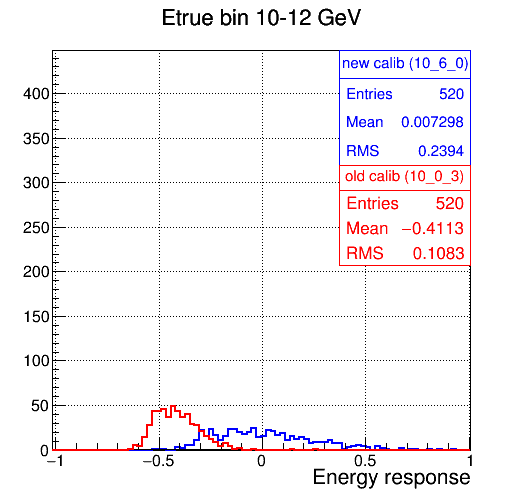 Etrue bin 10-12 GeV
new calib (10_6_0)
Entries 520
Mean 0.007298
RMS 0.2394
old calib (10_0_3)
Entries 520
Mean −0.4113
RMS 0.1083
400
350
300
250
200
150
100
50
0
−1 −0.5 0 0.5 1
Energy response